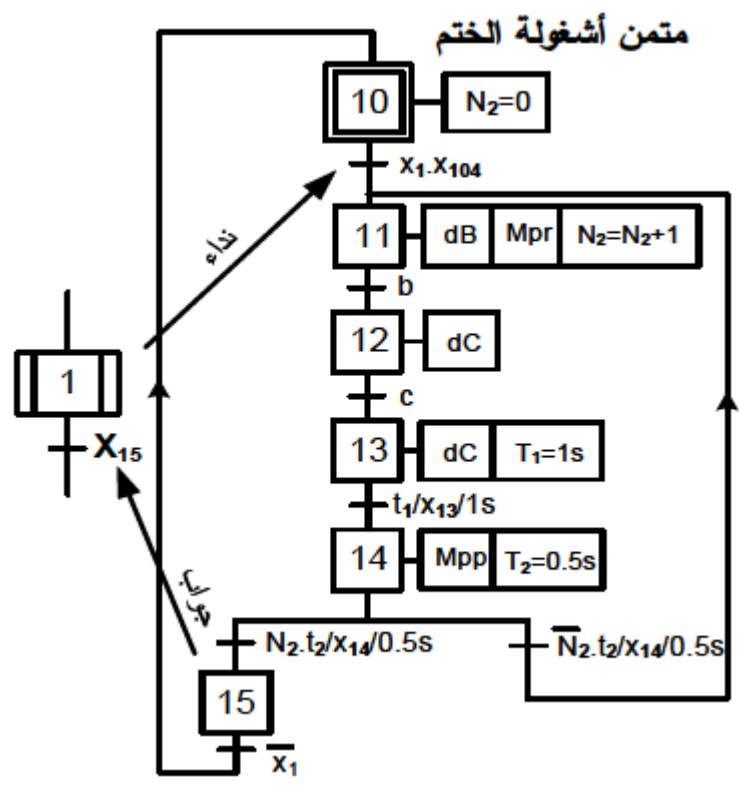 متمن أشغولة الختم
10 N₂=0
x₁.x₁₀₄
نداء
11 dB Mpr N₂=N₂+1
b
12 dC
1
c
X₁₅
13 dC T₁=1s
t₁/x₁₃/1s
14 Mpp T₂=0.5s
جواب
N₂.t₂/x₁₄/0.5s N̅₂.t₂/x₁₄/0.5s
15
x̅₁